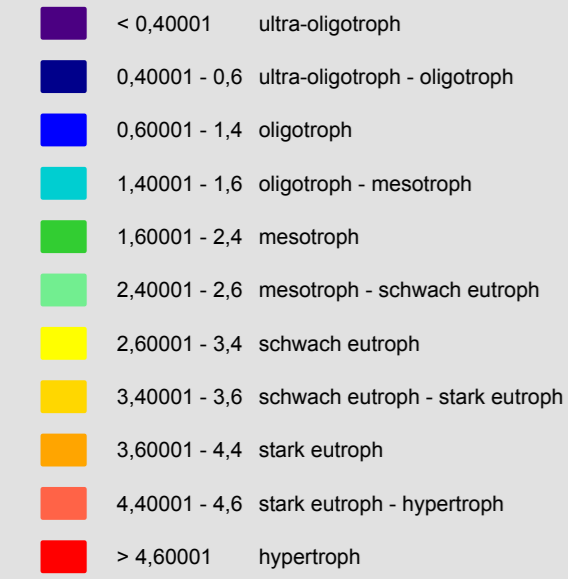 < 0,40001 ultra-oligotroph
0,40001 - 0,6 ultra-oligotroph - oligotroph
0,60001 - 1,4 oligotroph
1,40001 - 1,6 oligotroph - mesotroph
1,60001 - 2,4 mesotroph
2,40001 - 2,6 mesotroph - schwach eutroph
2,60001 - 3,4 schwach eutroph
3,40001 - 3,6 schwach eutroph - stark eutroph
3,60001 - 4,4 stark eutroph
4,40001 - 4,6 stark eutroph - hypertroph
> 4,60001 hypertroph